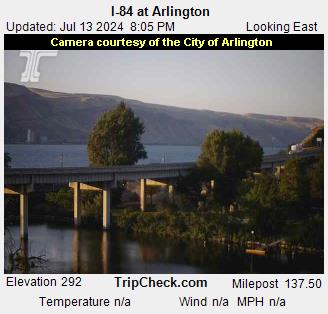 I-84 at Arlington
Updated: Jul 13 2024 8:05 PM Looking East
Camera courtesy of the City of Arlington
Elevation 292 TripCheck.com Milepost 137.50
Temperature n/a Wind n/a MPH n/a